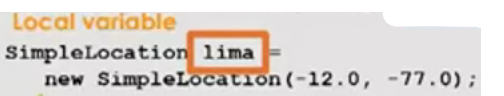 Local variable
SimpleLocation lima =
new SimpleLocation(-12.0, -77.0);